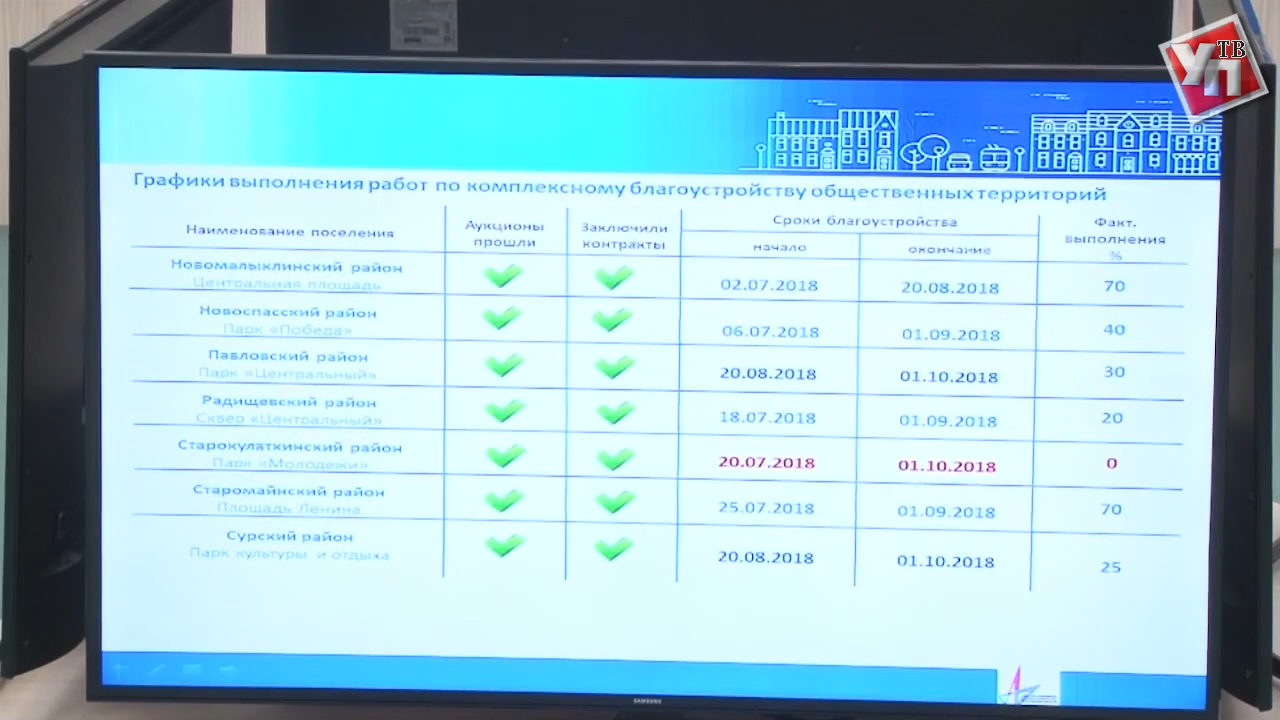 УП ТВ
Графики выполнения работ по комплексному благоустройству общественных территорий
Наименование поселения
Аукционы
прошли
Заключили
контракты
Сроки благоустройства
начало
окончание
Факт.
выполнения
%
Новомалыклинский район
Центральная площадь
02.07.2018
20.08.2018
70
Новоспасский район
Парк «Победа»
06.07.2018
01.09.2018
40
Павловский район
Парк «Центральный»
20.08.2018
01.10.2018
30
Радищевский район
Сквер «Центральный»
18.07.2018
01.09.2018
20
Старокулаткинский район
Парк «Молодежи»
20.07.2018
01.10.2018
0
Старомайнский район
Площадь Ленина
25.07.2018
01.09.2018
70
Сурский район
Парк культуры и отдыха
20.08.2018
01.10.2018
25
SAMSUNG